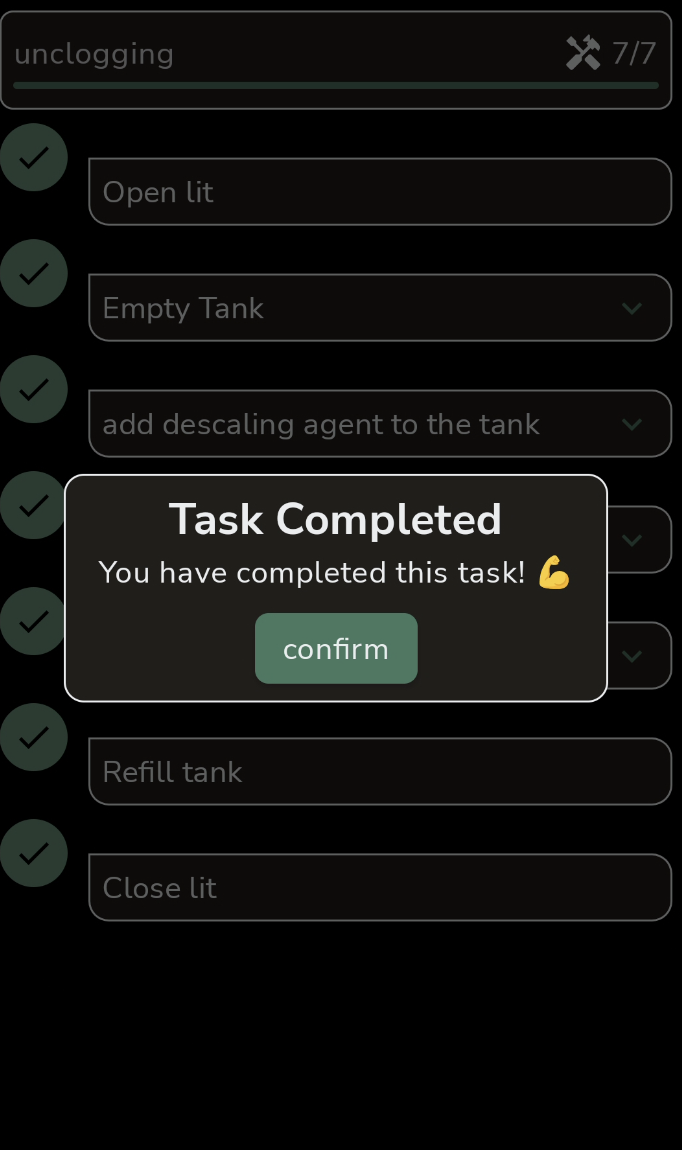 unclogging 7/7
Open lit
Empty Tank
add descaling agent to the tank
Task Completed
You have completed this task! 💪
confirm
Refill tank
Close lit